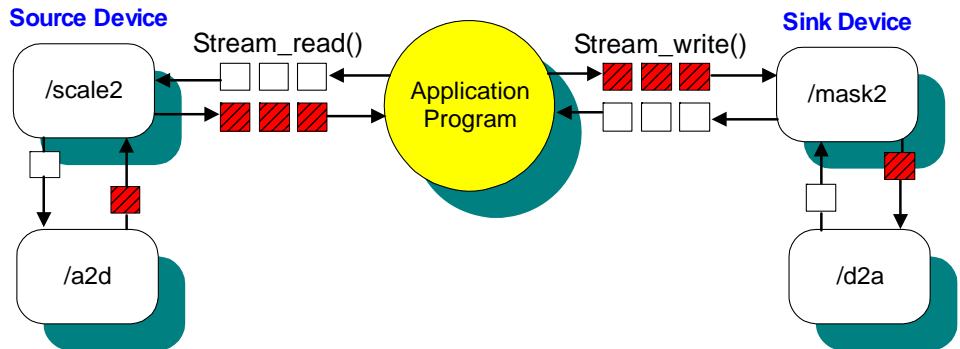 Source Device
Sink Device
Stream_read()
Stream_write()
/scale2
Application
Program
/mask2
/a2d
/d2a